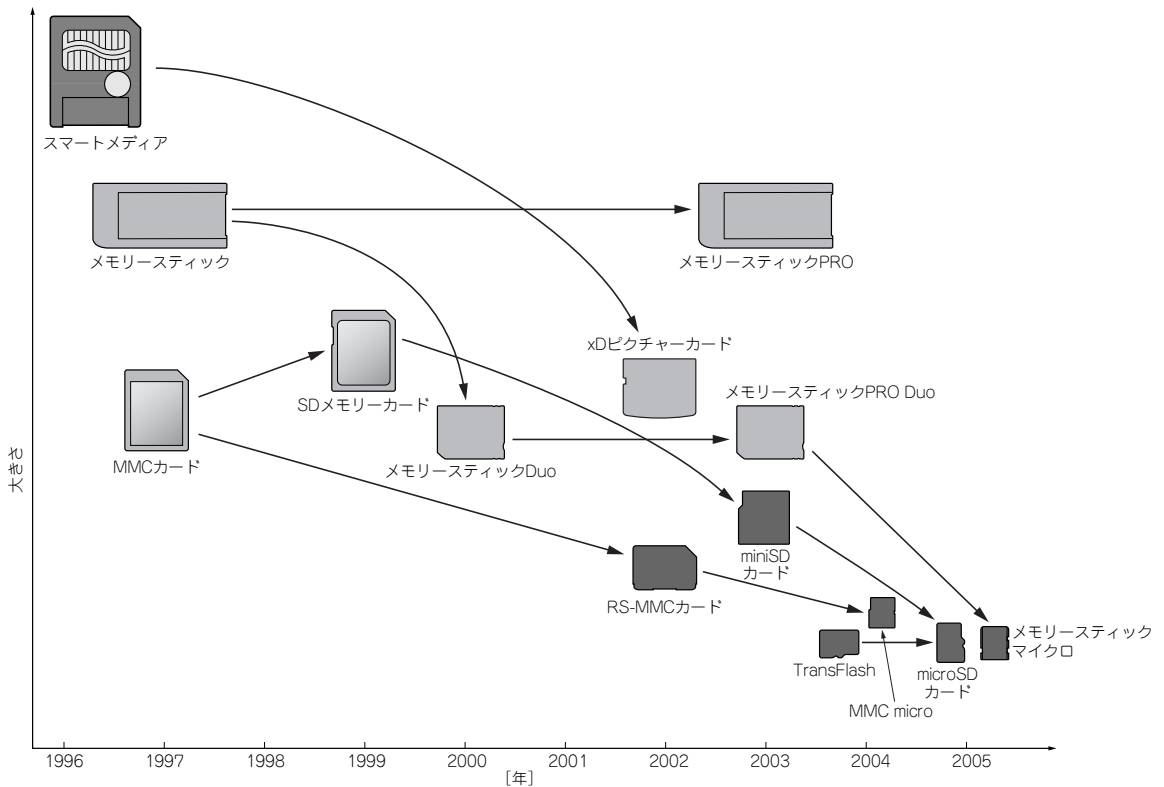 スマートメディア
メモリースティック
メモリースティックPRO
SDメモリーカード
xDピクチャーカード
MMCカード
メモリースティックDuo
メモリースティックPRO Duo
miniSD
カード
RS-MMCカード
TransFlash
MMC micro
microSD
カード
メモリースティック
マイクロ
大きさ
1996 1997 1998 1999 2000 2001 2002 2003 2004 2005
[年]